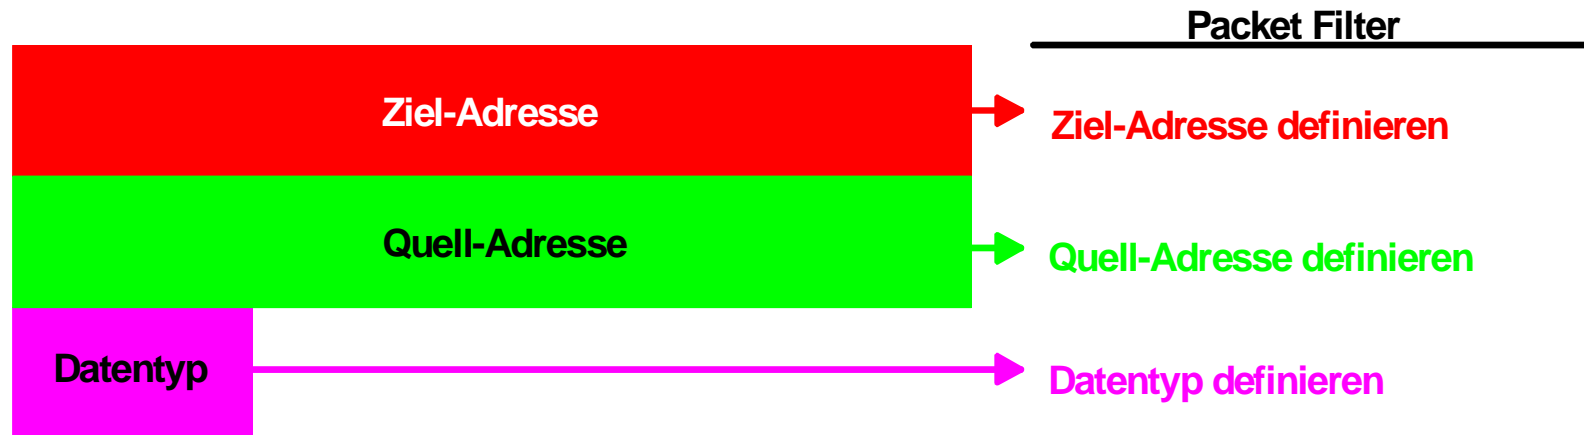 Packet Filter
Ziel-Adresse
Ziel-Adresse definieren
Quell-Adresse
Quell-Adresse definieren
Datentyp
Datentyp definieren